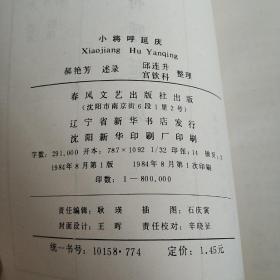 小将呼延庆
Xiaojiang Hu Yanqing
郝艳芳 述录 邱连升 宫钦科 整理
春风文艺出版社出版
(沈阳市南京街6段1里2号)
辽宁省新华书店发行
沈阳新华印刷厂印刷
字数:291,000 开本:787×1092 1/32 印张:14
1984年8月第1版 1984年8月第1次印刷
印数:1—800,000
责任编辑:耿瑛 插图:石庆寅
封面设计:王晖 责任校对:辛晓征
统一书号:10158·774 定价:1.45元